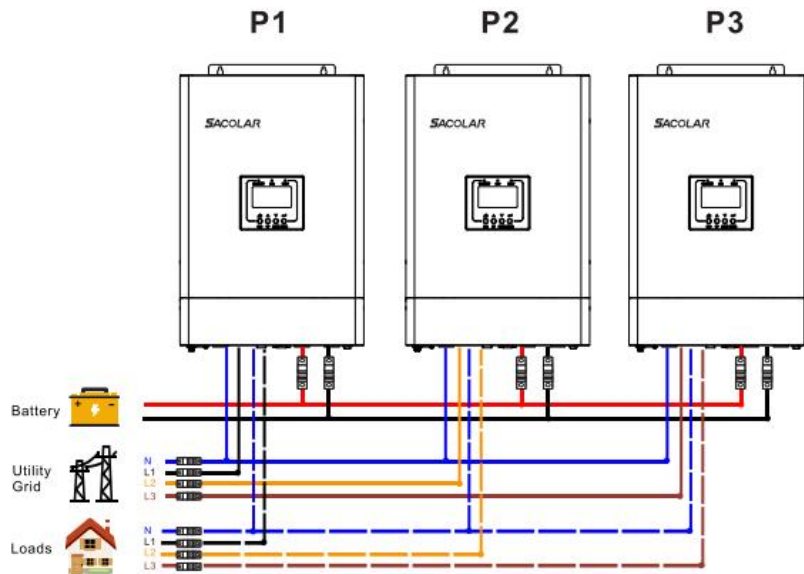 P1 P2 P3
SACOLAR SACOLAR SACOLAR
Battery
+ -
Utility
Grid
N
L1
L2
L3
Loads
N
L1
L2
L3